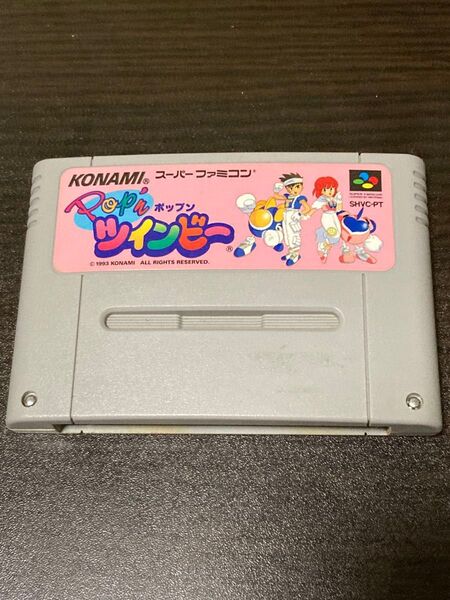 KONAMI® スーパーファミコン®
Pop'n ポップン
ツインビー®
© 1993 KONAMI ALL RIGHTS RESERVED.
SHVC-PT